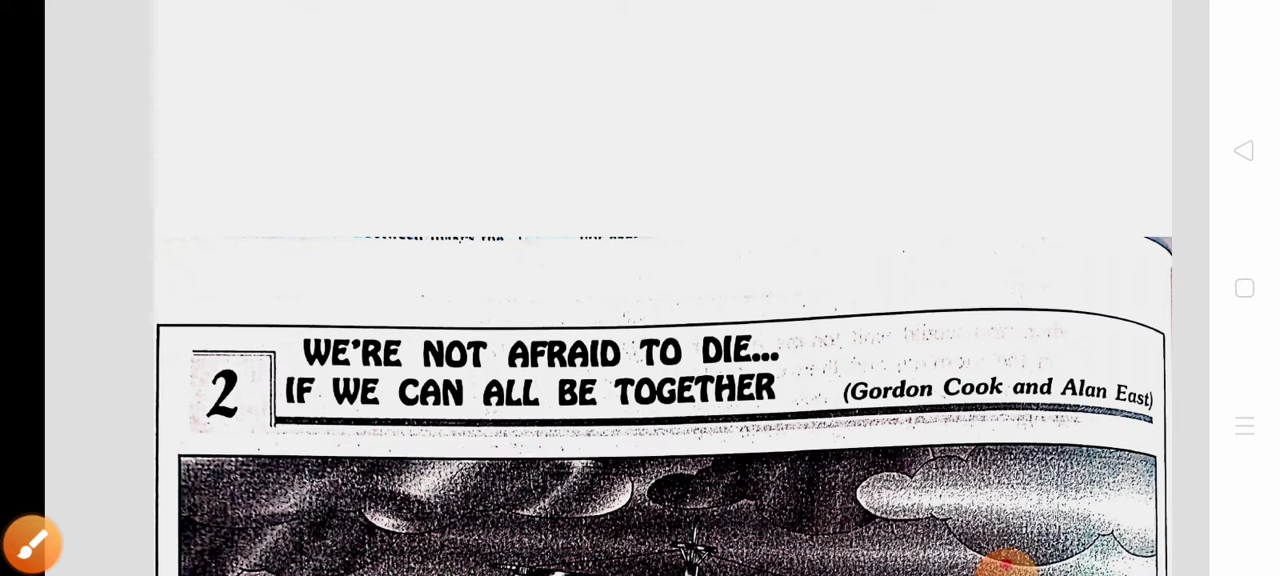 2
WE'RE NOT AFRAID TO DIE...
IF WE CAN ALL BE TOGETHER
(Gordon Cook and Alan East)